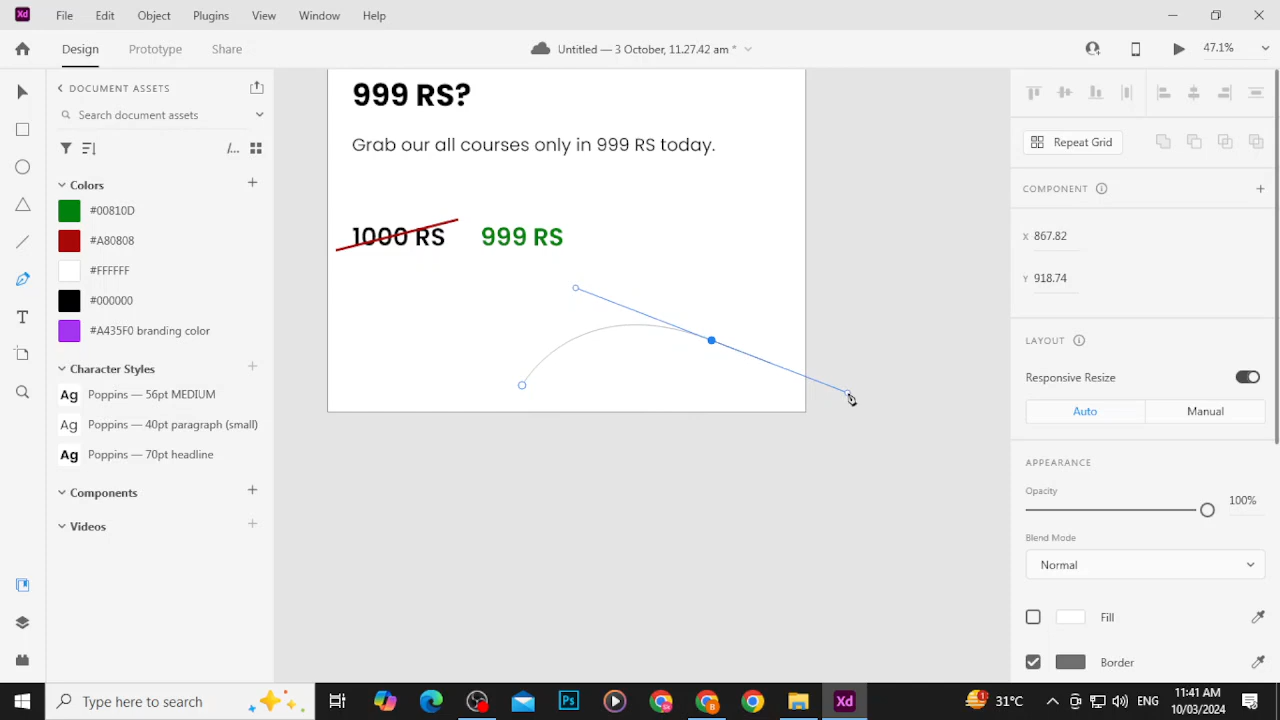 Xd File Edit Object Plugins View Window Help
Design Prototype Share Untitled — 3 October, 11.27.42 am * 47.1%
DOCUMENT ASSETS
Search document assets
Colors
#00810D
#A80808
#FFFFFF
#000000
#A435F0 branding color
Character Styles
Ag Poppins — 56pt MEDIUM
Ag Poppins — 40pt paragraph (small)
Ag Poppins — 70pt headline
Components
Videos
999 RS?
Grab our all courses only in 999 RS today.
1000 RS 999 RS
Repeat Grid
COMPONENT
X 867.82
Y 918.74
LAYOUT
Responsive Resize
Auto Manual
APPEARANCE
Opacity
100%
Blend Mode
Normal
Fill
Border
Type here to search
Ps
Xd
31°C
ENG
11:41 AM
10/03/2024